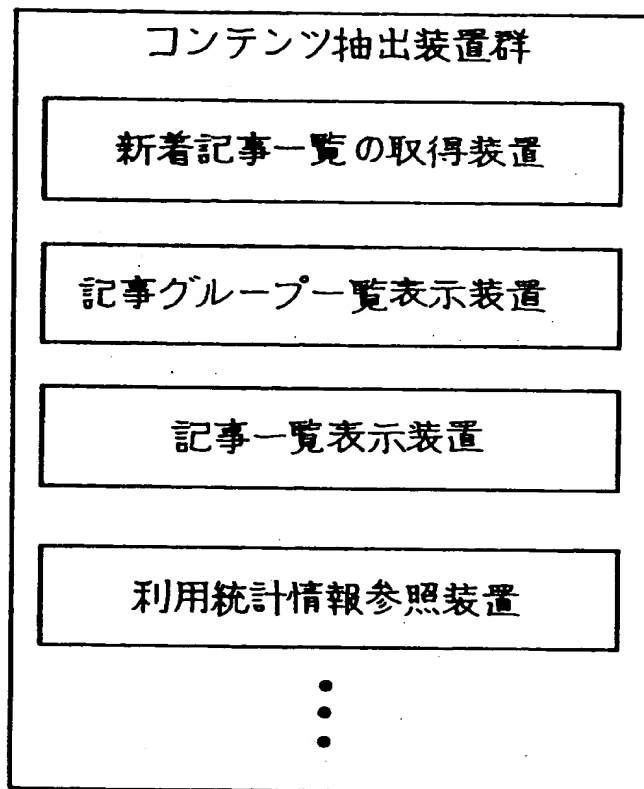 コンテンツ抽出装置群
新着記事一覧の取得装置
記事グループ一覧表示装置
記事一覧表示装置
利用統計情報参照装置